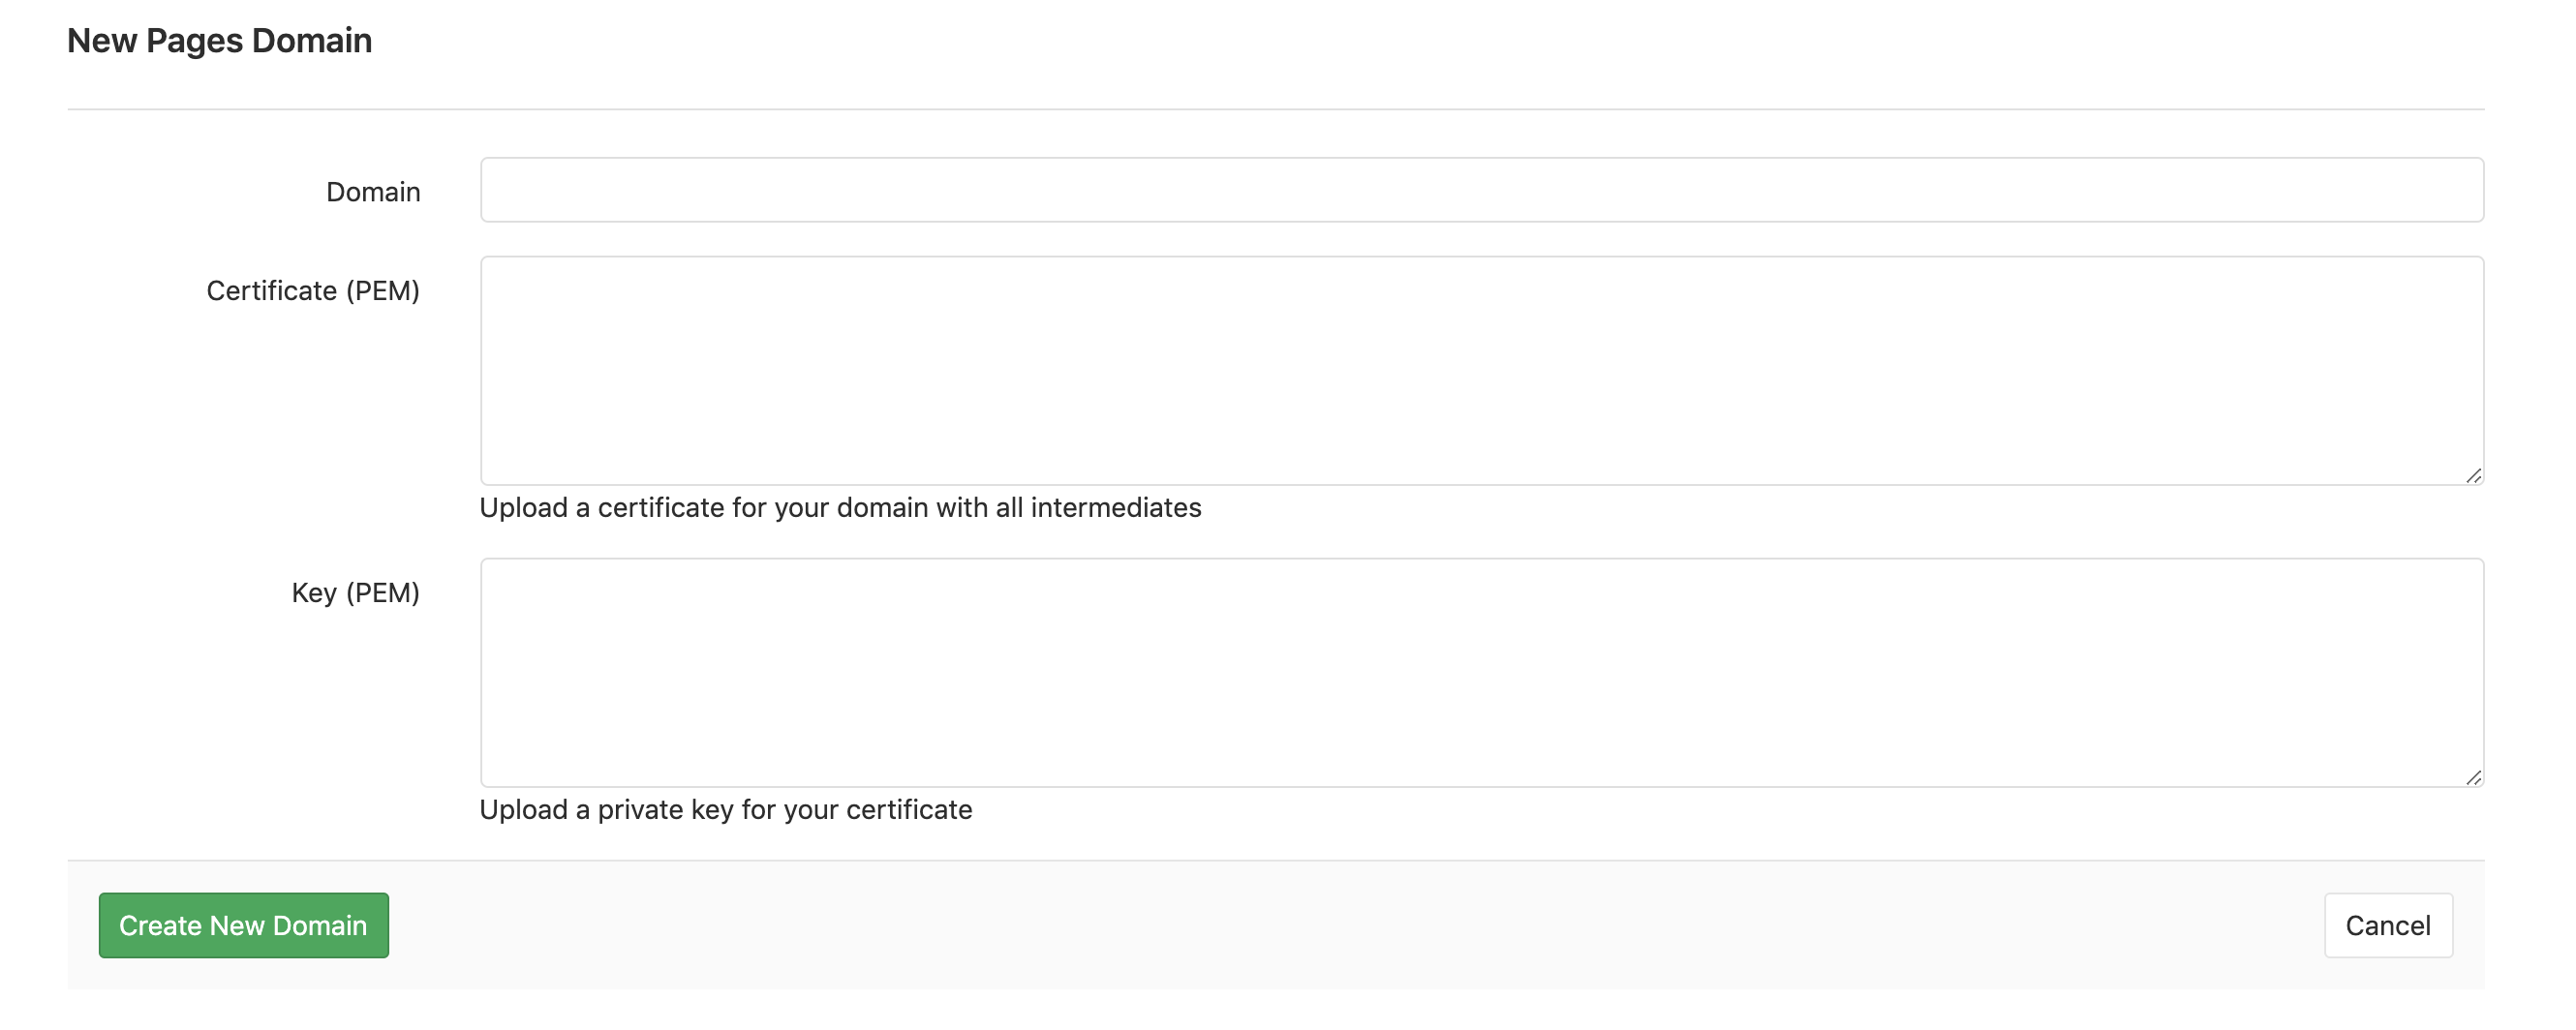 New Pages Domain
Domain
Certificate (PEM)
Upload a certificate for your domain with all intermediates
Key (PEM)
Upload a private key for your certificate
Create New Domain
Cancel